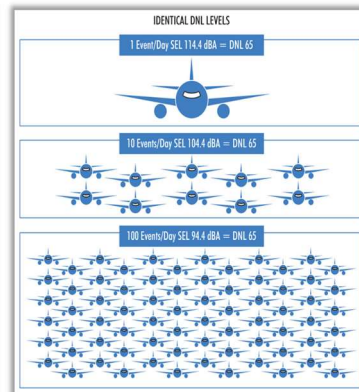 IDENTICAL DNL LEVELS
1 Event/Day SEL 114.4 dBA = DNL 65
10 Events/Day SEL 104.4 dBA = DNL 65
100 Events/Day SEL 94.4 dBA = DNL 65